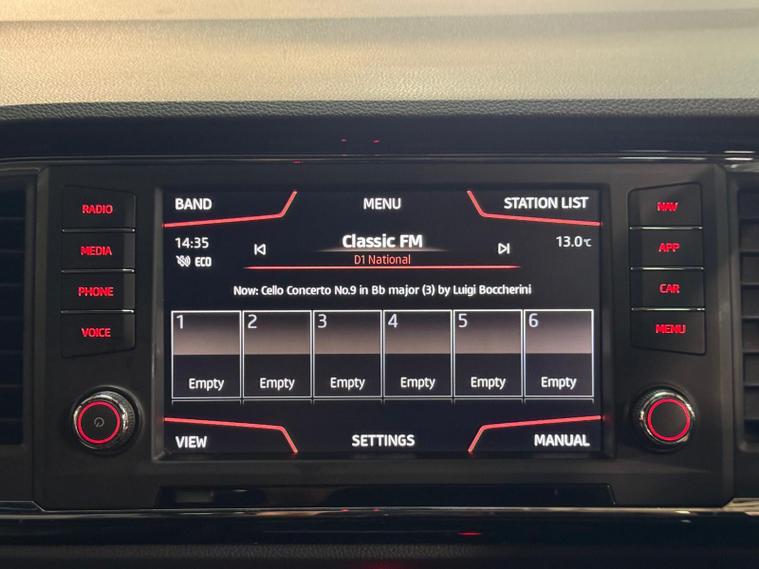 RADIO
MEDIA
PHONE
VOICE
BAND
MENU
STATION LIST
14:35
Classic FM
13.0°C
ECO
D1 National
Now: Cello Concerto No.9 in Bb major (3) by Luigi Boccherini
1 2 3 4 5 6
Empty Empty Empty Empty Empty Empty
VIEW
SETTINGS
MANUAL
NAV
APP
CAR
MENU